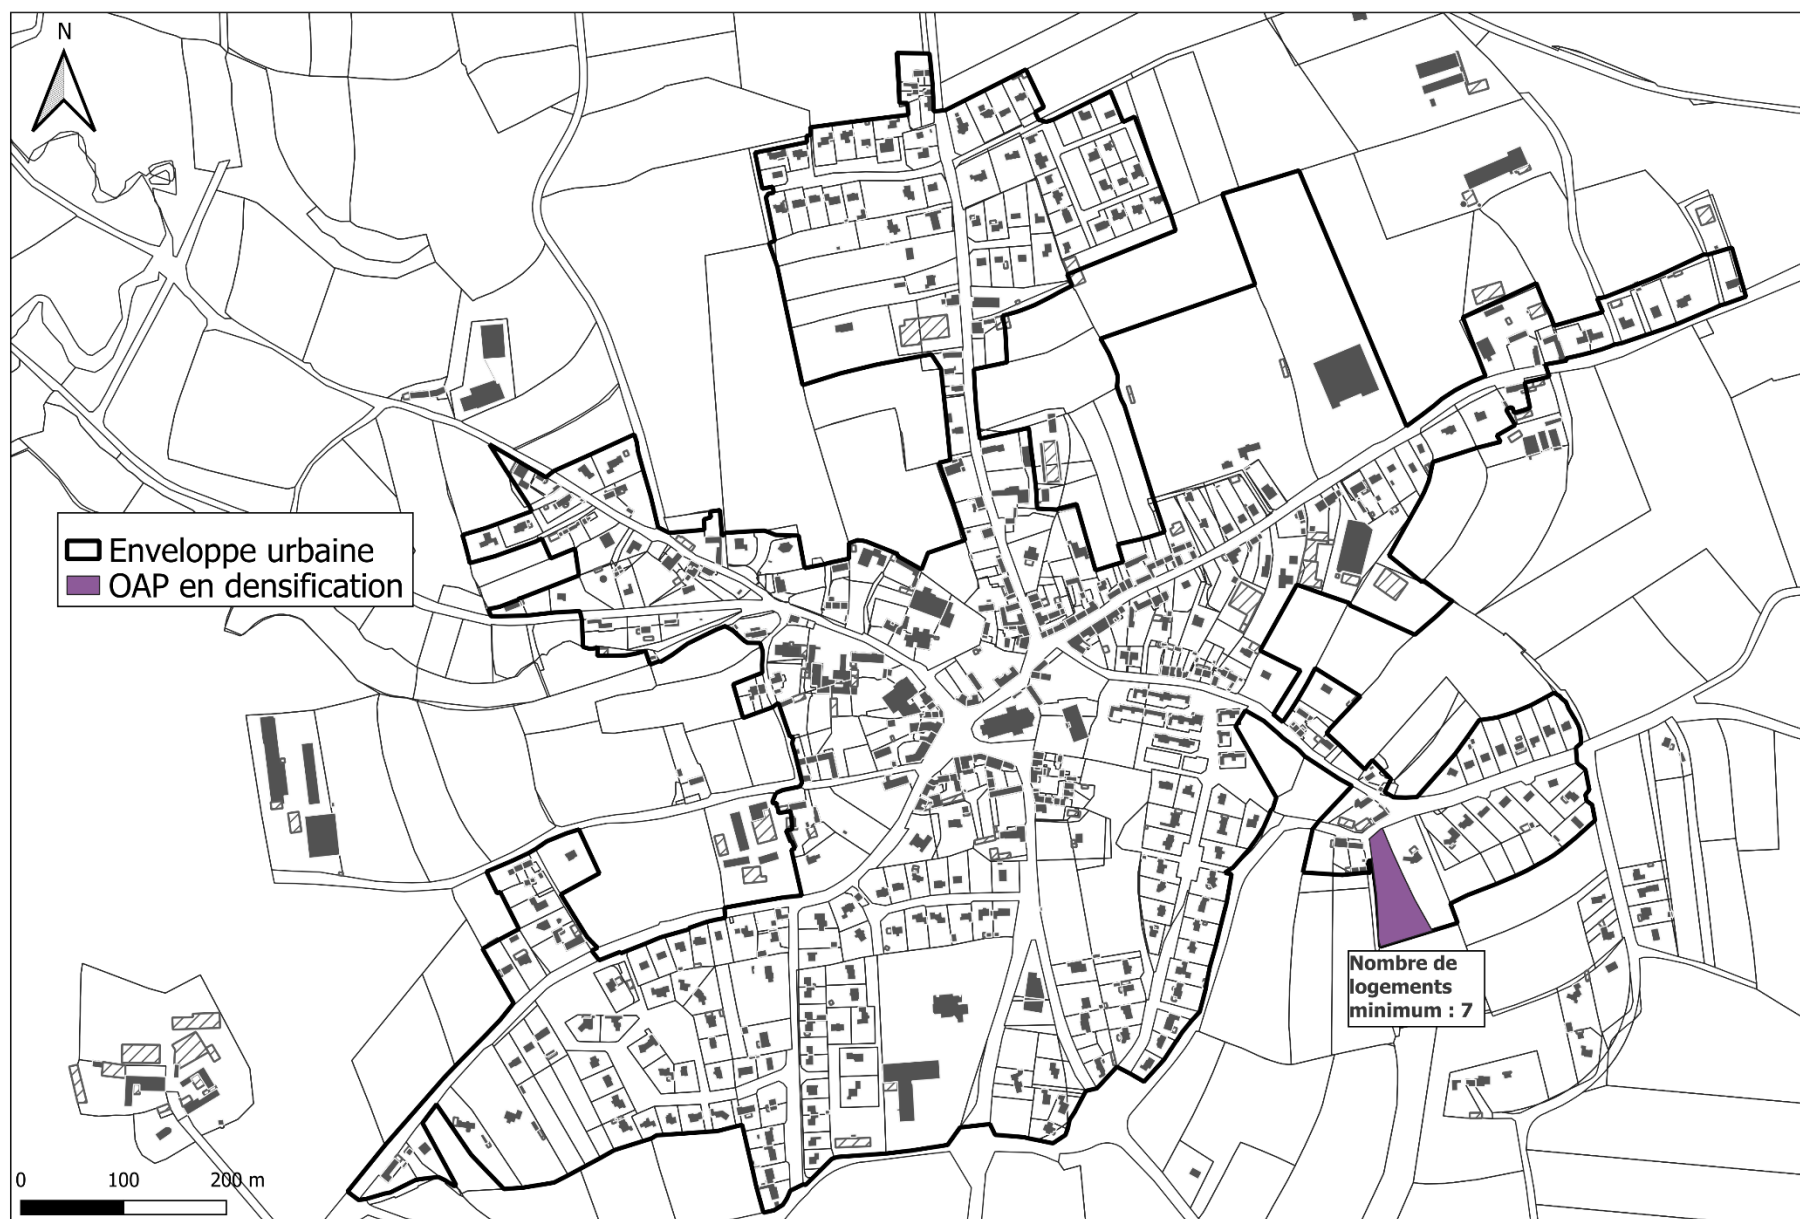 N
Enveloppe urbaine
OAP en densification
Nombre de
logements
minimum : 7
0 100 200 m